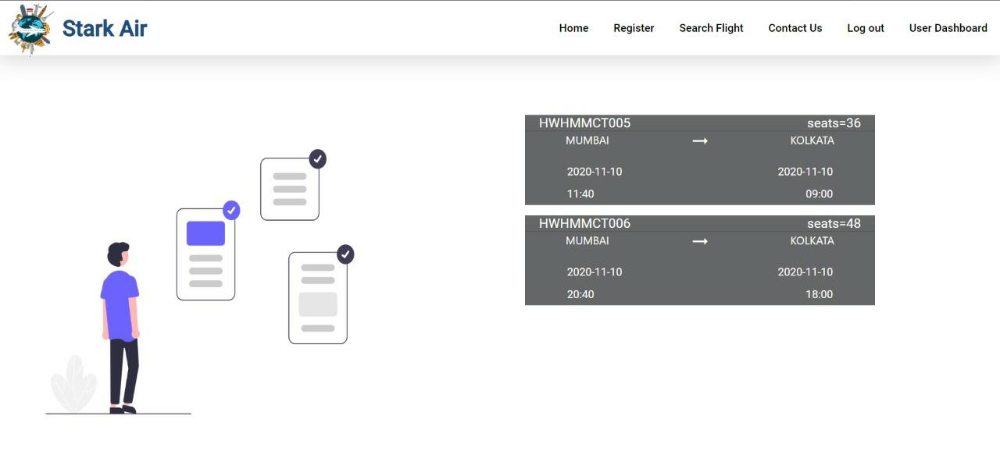 Stark Air
Home Register Search Flight Contact Us Log out User Dashboard
HWHMMCT005 seats=36
MUMBAI → KOLKATA
2020-11-10 2020-11-10
11:40 09:00
HWHMMCT006 seats=48
MUMBAI → KOLKATA
2020-11-10 2020-11-10
20:40 18:00